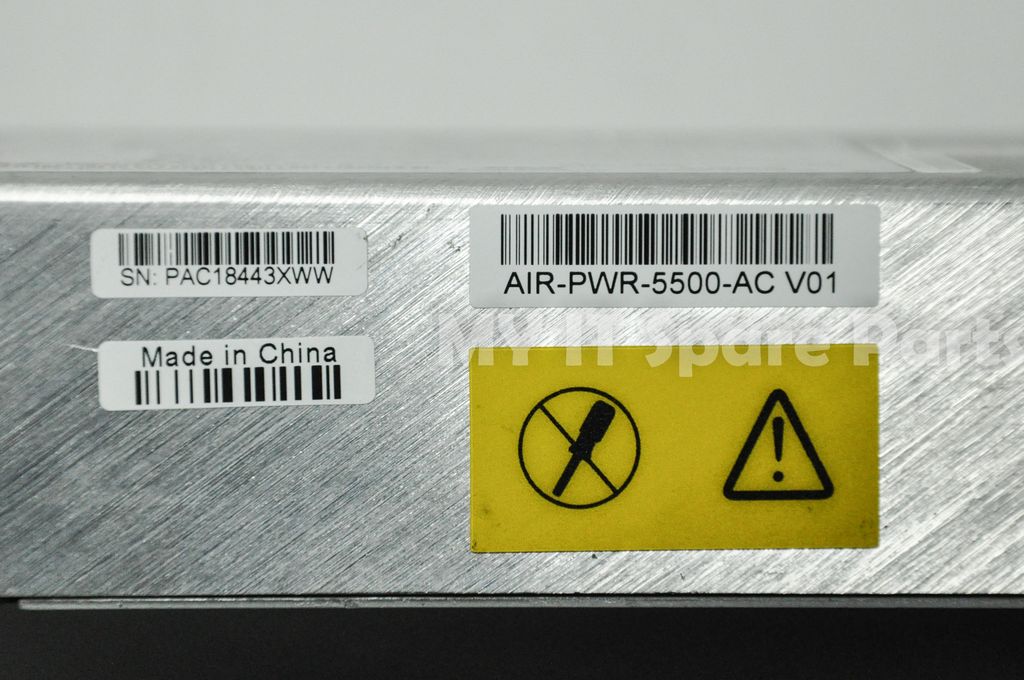 SN: PAC18443XWW
AIR-PWR-5500-AC V01
Made in China
MY IT Spare Parts